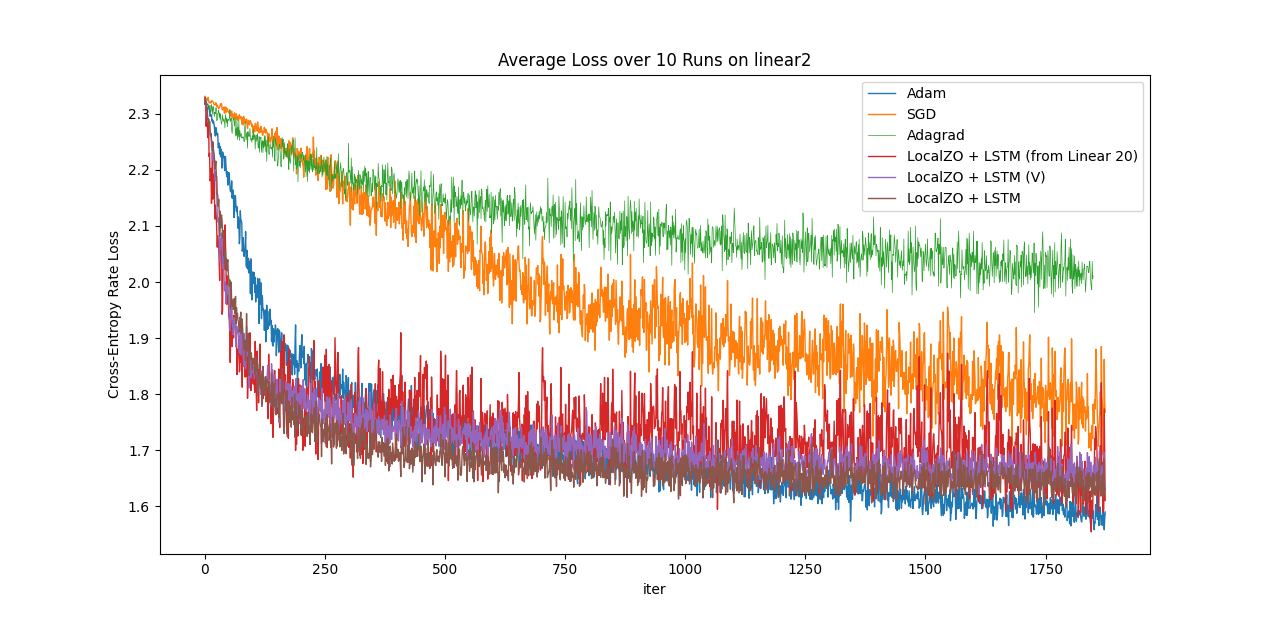 Average Loss over 10 Runs on linear2
Cross-Entropy Rate Loss
2.3
2.2
2.1
2.0
1.9
1.8
1.7
1.6
Adam
SGD
Adagrad
LocalZO + LSTM (from Linear 20)
LocalZO + LSTM (V)
LocalZO + LSTM
0 250 500 750 1000 1250 1500 1750
iter